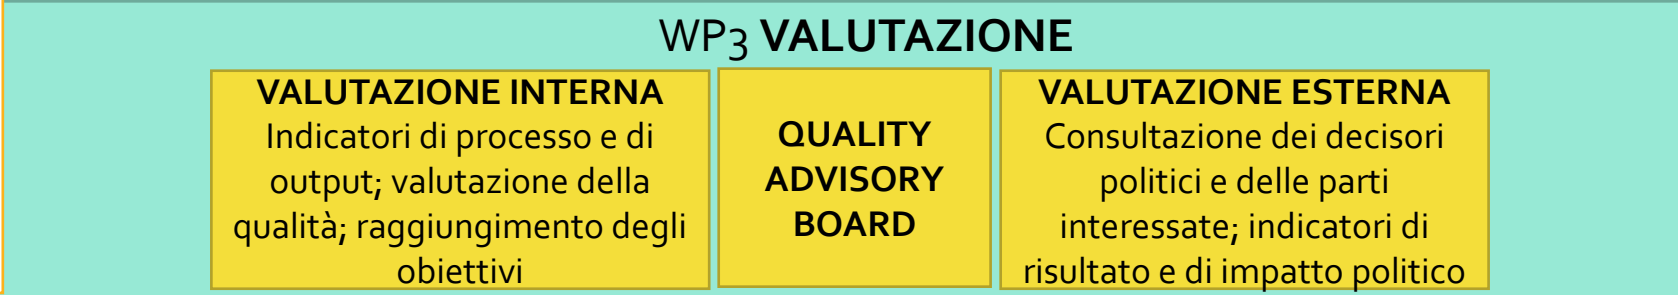 WP3 VALUTAZIONE
VALUTAZIONE INTERNA
Indicatori di processo e di
output; valutazione della
qualità; raggiungimento degli
obiettivi
QUALITY
ADVISORY
BOARD
VALUTAZIONE ESTERNA
Consultazione dei decisori
politici e delle parti
interessate; indicatori di
risultato e di impatto politico